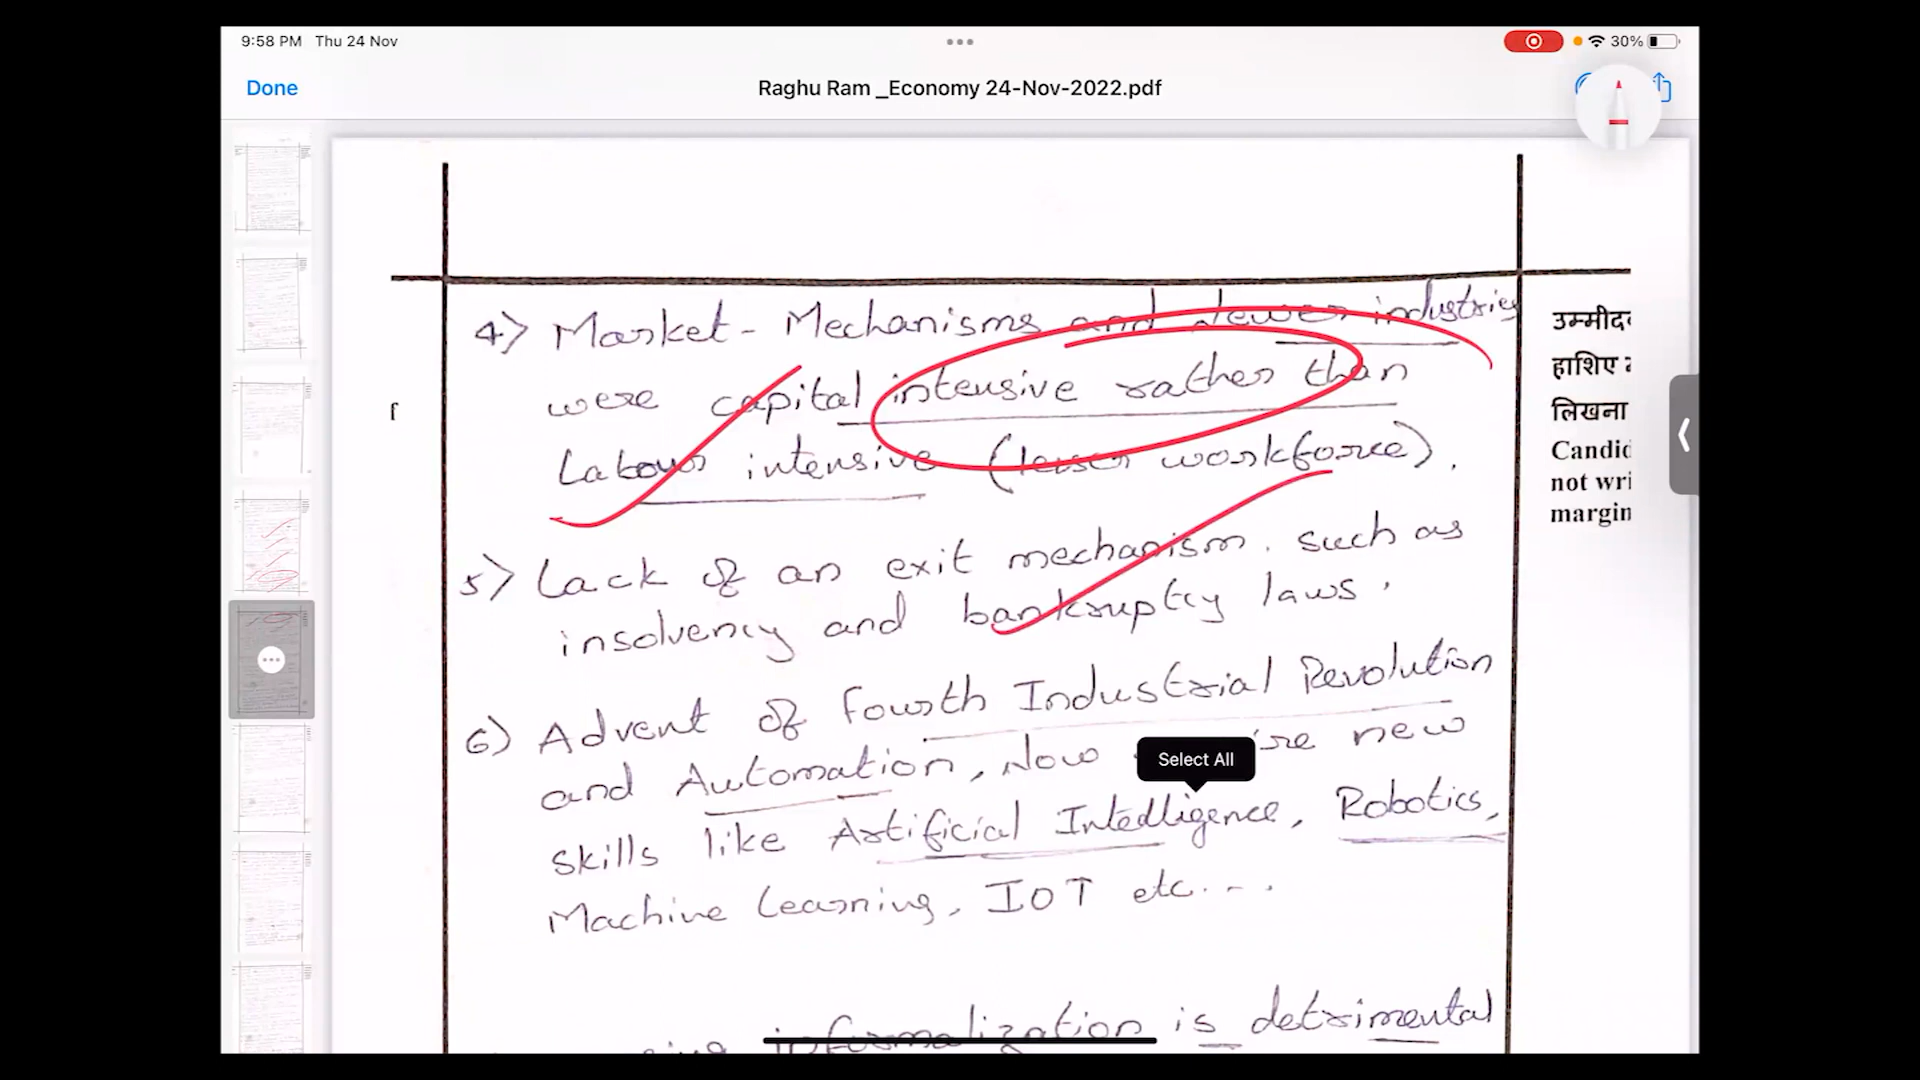 9:58 PM Thu 24 Nov
30%
Done
Raghu Ram _Economy 24-Nov-2022.pdf
4) Market - Mechanisms and newer industries
were capital intensive rather than
Labour intensive (lesser workforce).
5) Lack of an exit mechanism. such as
insolvency and bankruptcy laws.
6) Advent of Fourth Industrial Revolution
and Automation, Now new
Select All
skills like Artificial Intelligence, Robotics,
Machine Learning, IOT etc....
informalization is detrimental
उम्मीद
हाशिए
लिखना
Candid
not wri
margin